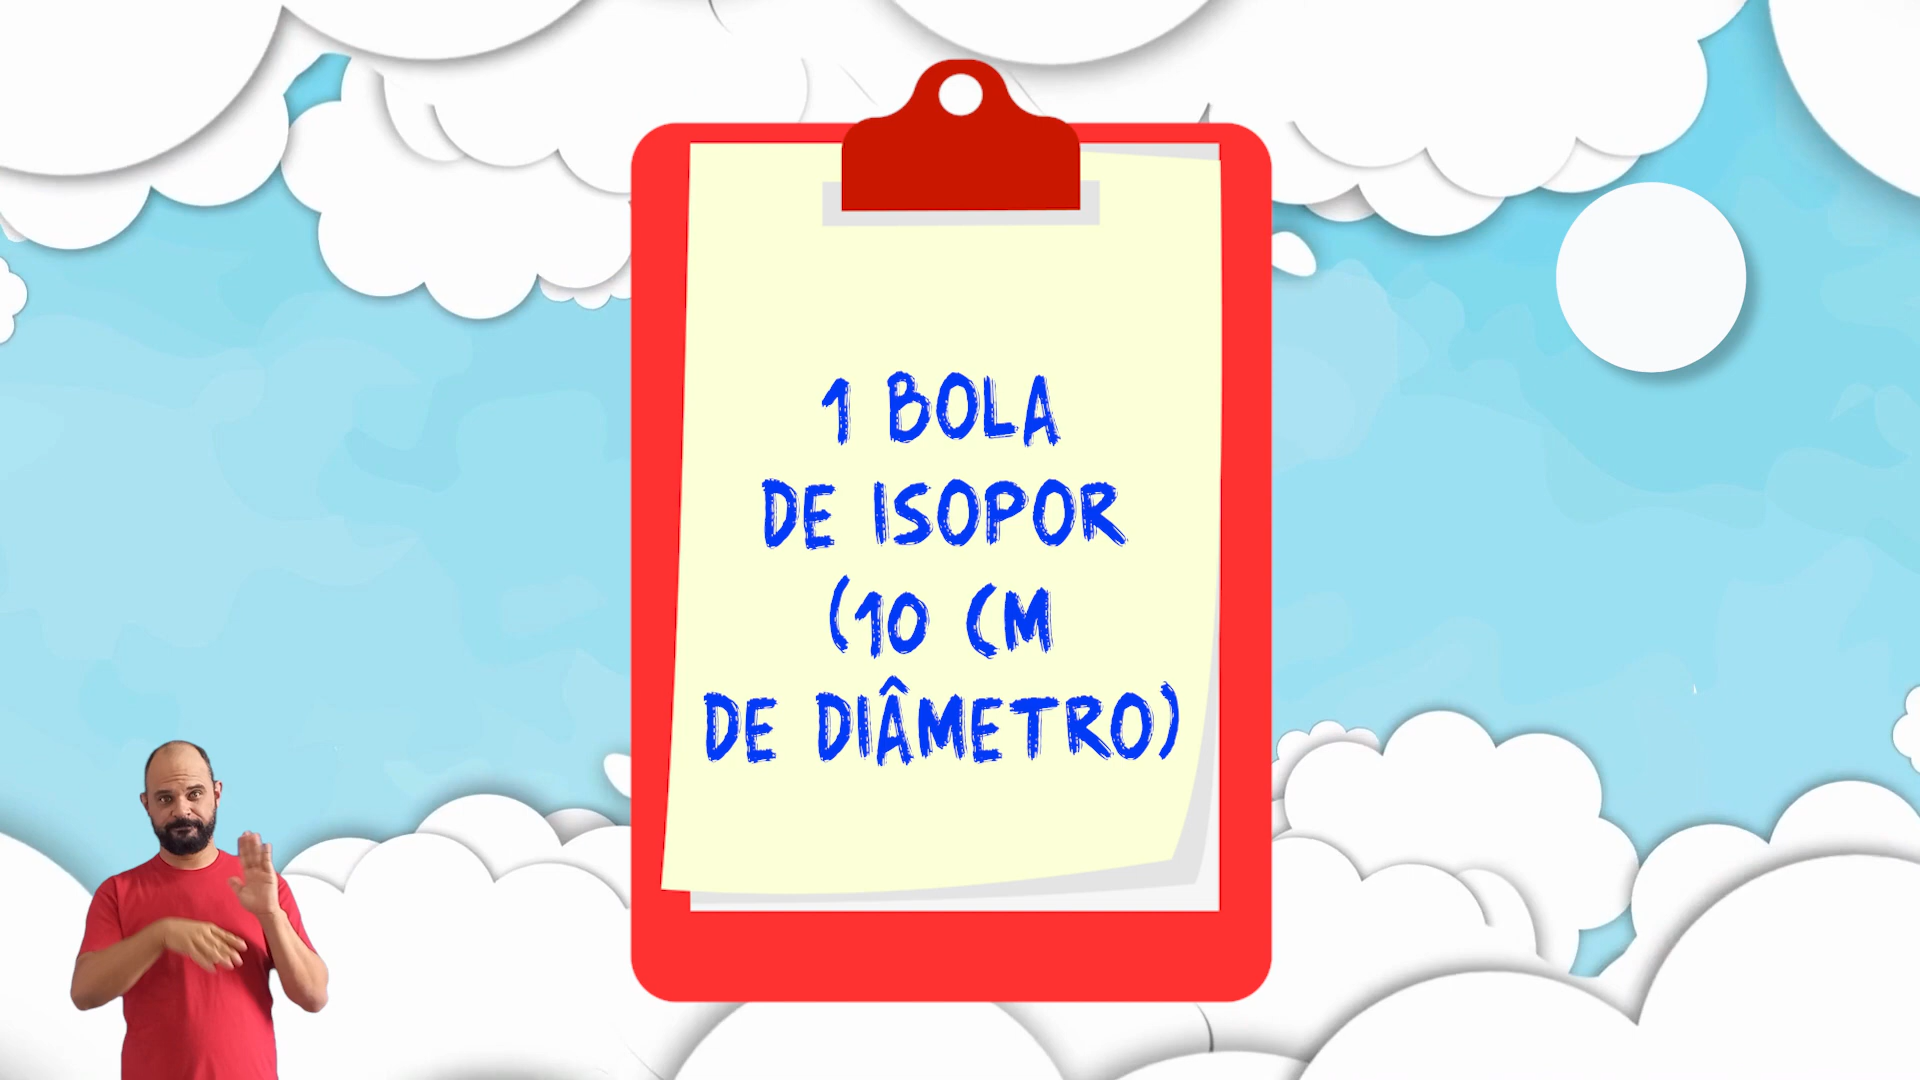 1 BOLA
DE ISOPOR
(10 CM
DE DIÂMETRO)